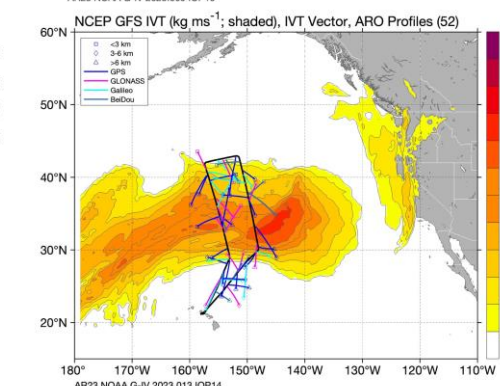 NCEP GFS IVT (kg ms⁻¹; shaded), IVT Vector, ARO Profiles (52)
60°N
<3 km
3-6 km
>6 km
GPS
GLONASS
Galileo
BeiDou
50°N
40°N
30°N
20°N
180° 170°W 160°W 150°W 140°W 130°W 120°W 110°W
AR23 NOAA G-IV 2023.013 IOP14